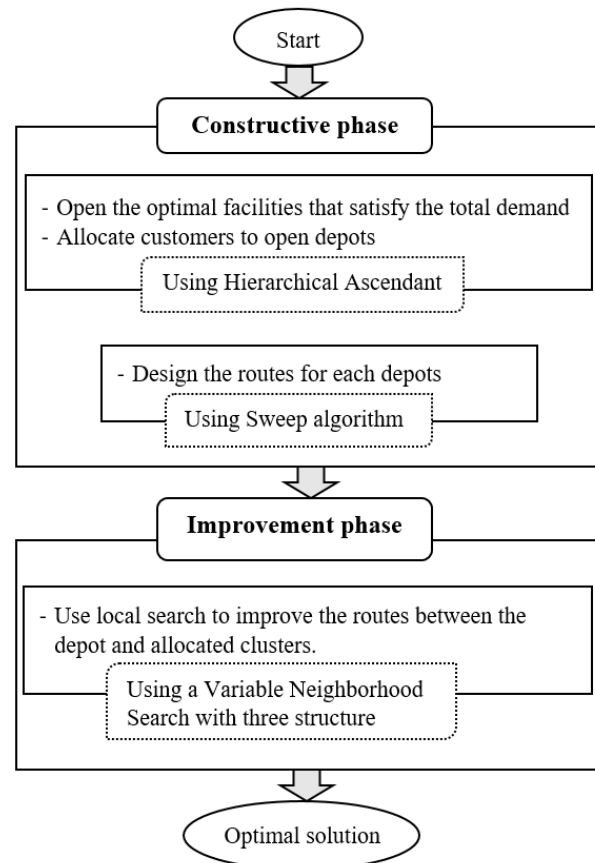 Start
Constructive phase
- Open the optimal facilities that satisfy the total demand
- Allocate customers to open depots
Using Hierarchical Ascendant
- Design the routes for each depots
Using Sweep algorithm
Improvement phase
- Use local search to improve the routes between the
depot and allocated clusters.
Using a Variable Neighborhood
Search with three structure
Optimal solution